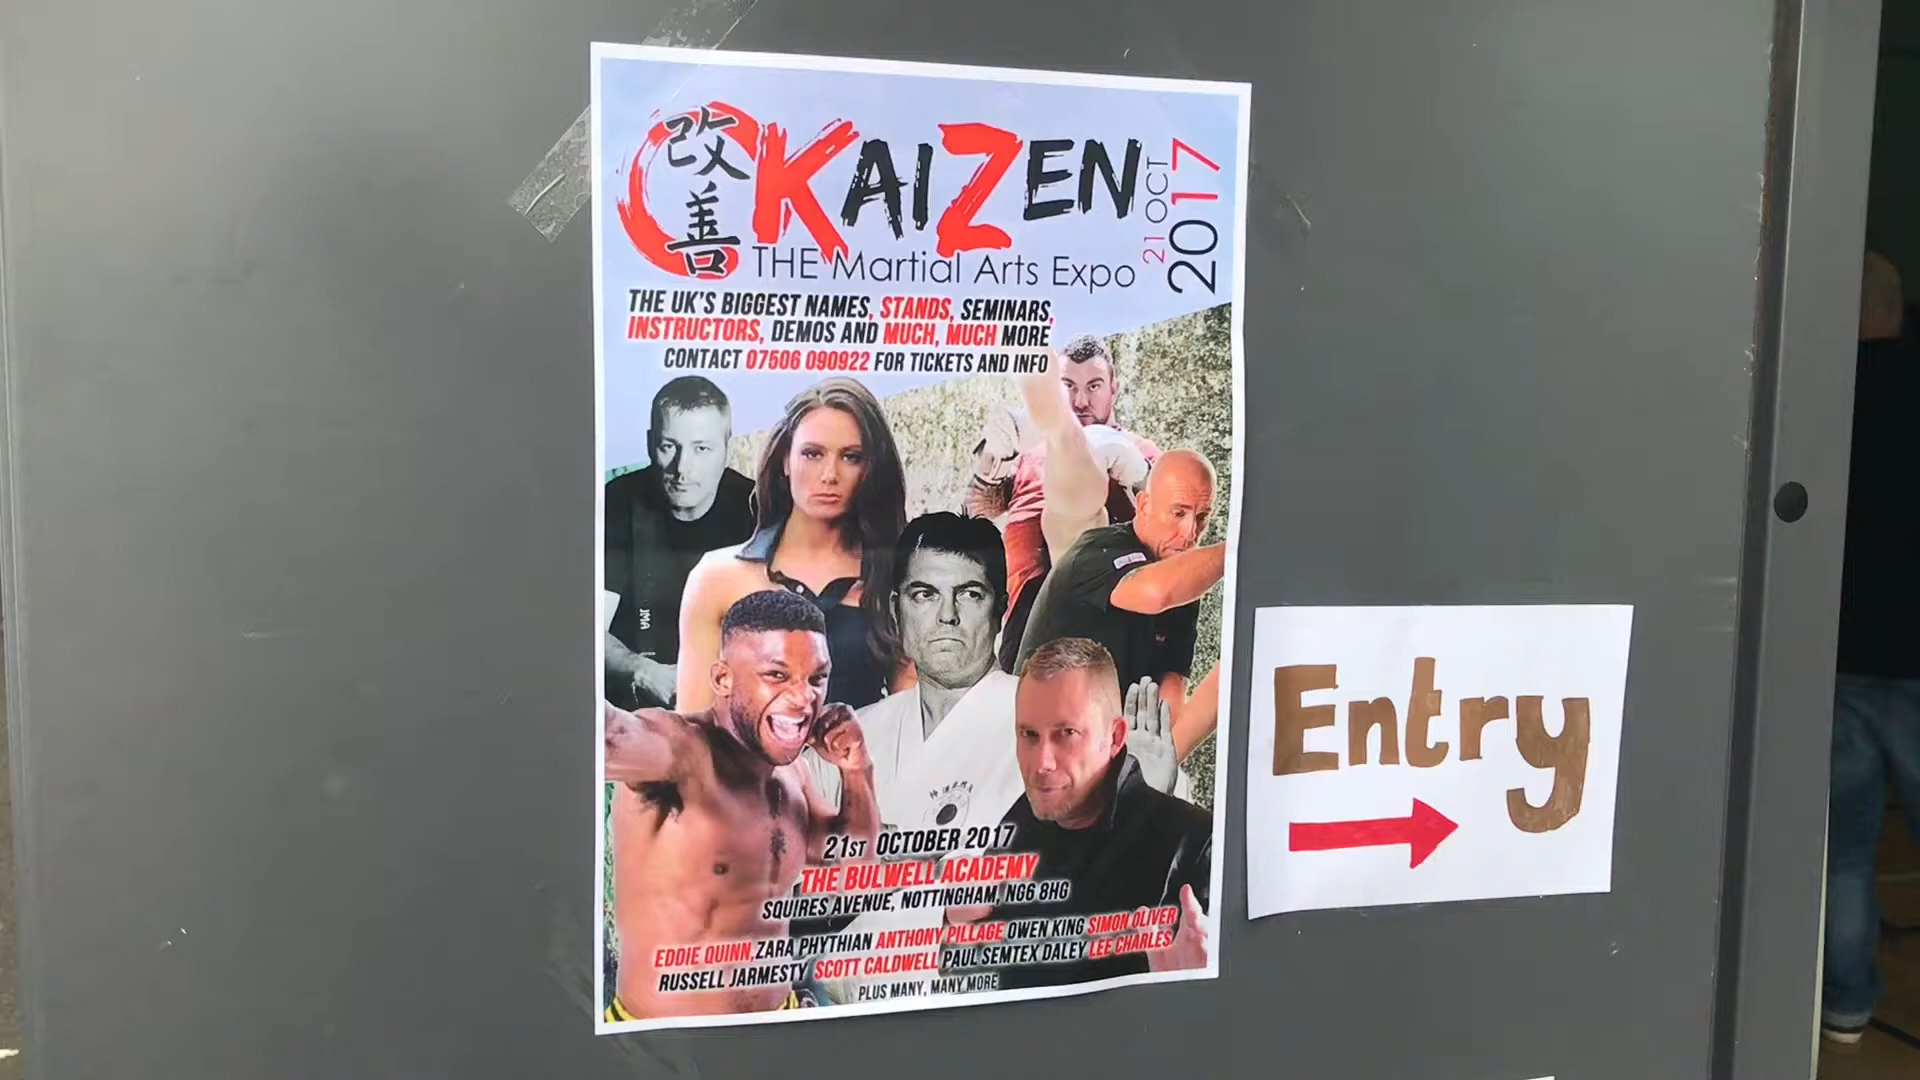 改善
KAIZEN
21 OCT
2017
THE Martial Arts Expo
THE UK'S BIGGEST NAMES, STANDS, SEMINARS,
INSTRUCTORS, DEMOS AND MUCH, MUCH MORE
CONTACT 07506 090922 FOR TICKETS AND INFO
JMA
21ST OCTOBER 2017
THE BULWELL ACADEMY
SQUIRES AVENUE, NOTTINGHAM, NG6 8HG
EDDIE QUINN, ZARA PHYTHIAN ANTHONY PILLAGE OWEN KING SIMON OLIVER
RUSSELL JARMESTY SCOTT CALDWELL PAUL SEMTEX DALEY LEE CHARLES
PLUS MANY, MANY MORE
Entry